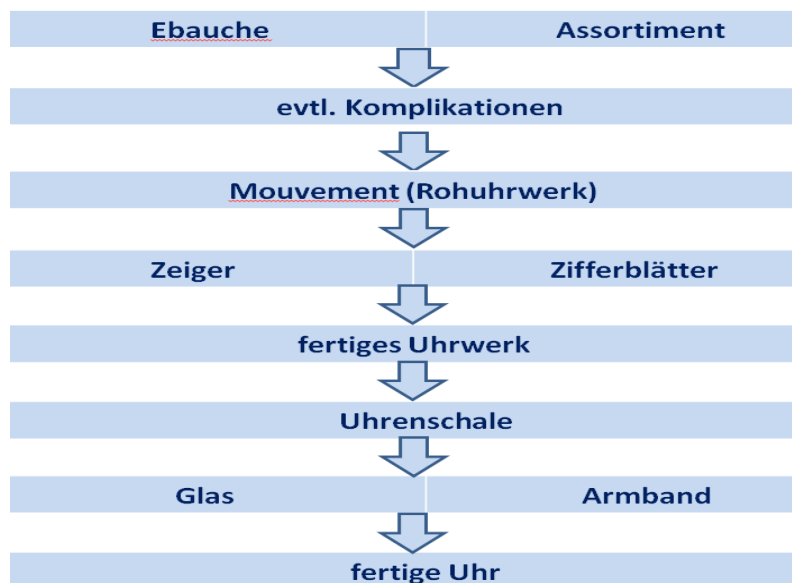 Ebauche Assortiment
evtl. Komplikationen
Mouvement (Rohuhrwerk)
Zeiger Zifferblätter
fertiges Uhrwerk
Uhrenschale
Glas Armband
fertige Uhr